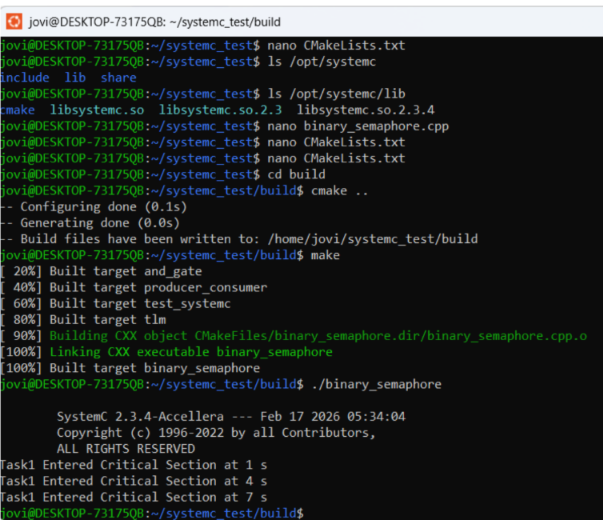 jovi@DESKTOP-73175QB: ~/systemc_test/build
jovi@DESKTOP-73175QB:~/systemc_test$ nano CMakeLists.txt
jovi@DESKTOP-73175QB:~/systemc_test$ ls /opt/systemc
include lib share
jovi@DESKTOP-73175QB:~/systemc_test$ ls /opt/systemc/lib
cmake libsystemc.so libsystemc.so.2.3 libsystemc.so.2.3.4
jovi@DESKTOP-73175QB:~/systemc_test$ nano binary_semaphore.cpp
jovi@DESKTOP-73175QB:~/systemc_test$ nano CMakeLists.txt
jovi@DESKTOP-73175QB:~/systemc_test$ nano CMakeLists.txt
jovi@DESKTOP-73175QB:~/systemc_test$ cd build
jovi@DESKTOP-73175QB:~/systemc_test/build$ cmake ..
-- Configuring done (0.1s)
-- Generating done (0.0s)
-- Build files have been written to: /home/jovi/systemc_test/build
jovi@DESKTOP-73175QB:~/systemc_test/build$ make
[ 20%] Built target and_gate
[ 40%] Built target producer_consumer
[ 60%] Built target test_systemc
[ 80%] Built target tlm
[ 90%] Building CXX object CMakeFiles/binary_semaphore.dir/binary_semaphore.cpp.o
[100%] Linking CXX executable binary_semaphore
[100%] Built target binary_semaphore
jovi@DESKTOP-73175QB:~/systemc_test/build$ ./binary_semaphore
SystemC 2.3.4-Accellera --- Feb 17 2026 05:34:04
Copyright (c) 1996-2022 by all Contributors,
ALL RIGHTS RESERVED
Task1 Entered Critical Section at 1 s
Task1 Entered Critical Section at 4 s
Task1 Entered Critical Section at 7 s
jovi@DESKTOP-73175QB:~/systemc_test/build$